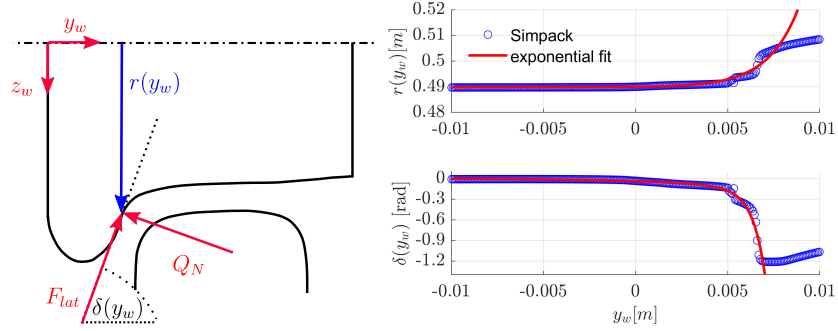 y_w
z_w
r(y_w)
F_lat
δ(y_w)
Q_N
r(y_w)[m]
0.52
0.51
0.5
0.49
0.48
Simpack
exponential fit
-0.01 -0.005 0 0.005 0.01
δ(y_w) [rad]
0
-0.3
-0.6
-0.9
-1.2
-0.01 -0.005 0 0.005 0.01
y_w[m]